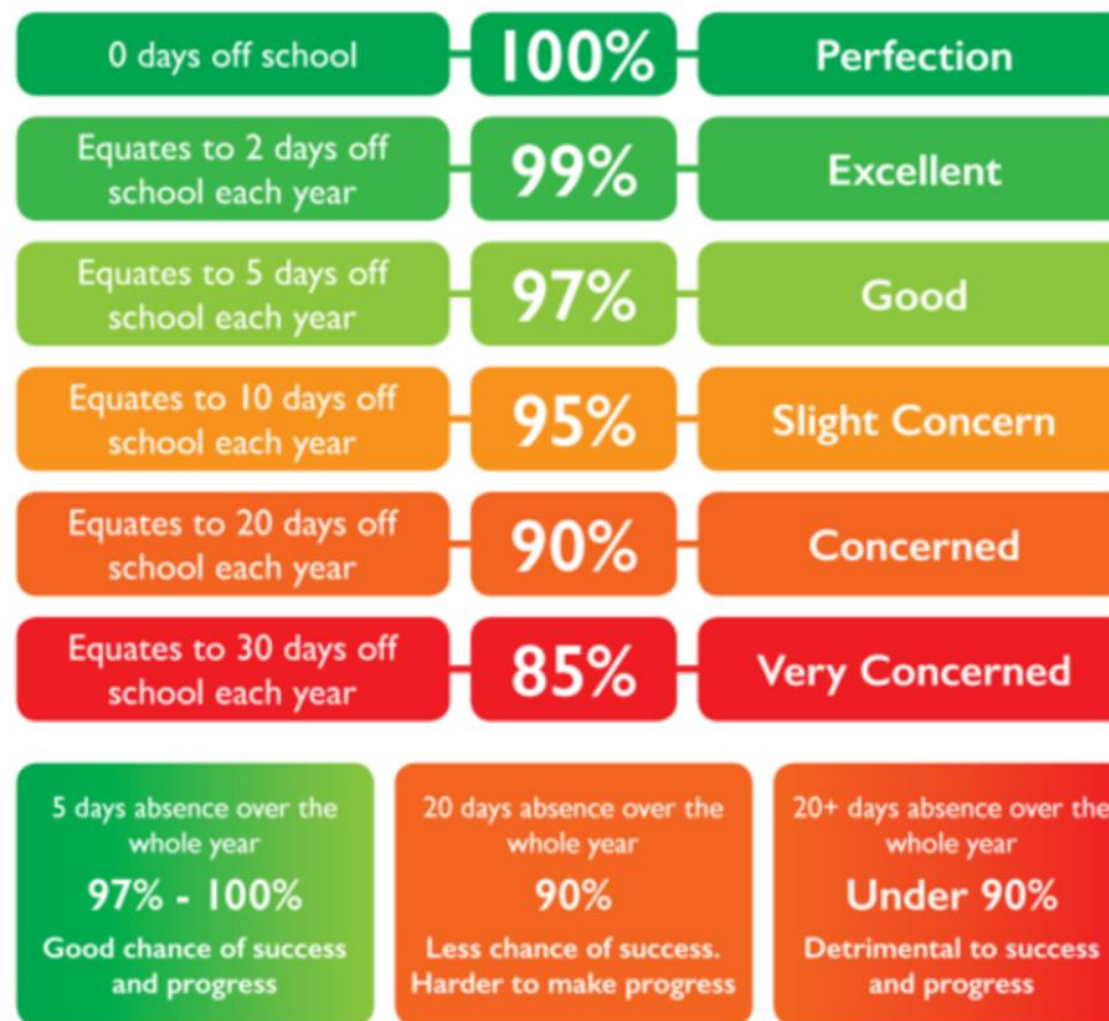 0 days off school
100%
Perfection
Equates to 2 days off
school each year
99%
Excellent
Equates to 5 days off
school each year
97%
Good
Equates to 10 days off
school each year
95%
Slight Concern
Equates to 20 days off
school each year
90%
Concerned
Equates to 30 days off
school each year
85%
Very Concerned
5 days absence over the
whole year
97% - 100%
Good chance of success
and progress
20 days absence over the
whole year
90%
Less chance of success.
Harder to make progress
20+ days absence over the
whole year
Under 90%
Detrimental to success
and progress